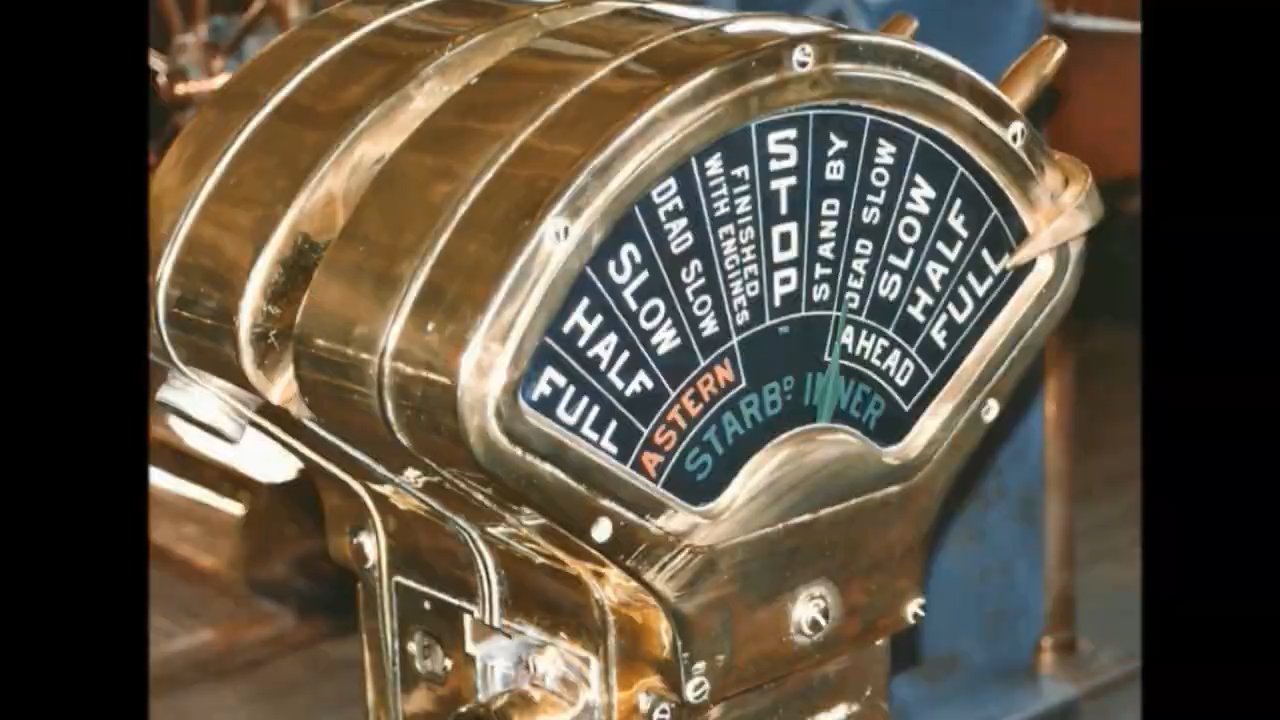 FULL
HALF
SLOW
DEAD SLOW
FINISHED
WITH ENGINES
STOP
STAND BY
DEAD SLOW
SLOW
HALF
FULL
ASTERN
AHEAD
STARBD INNER